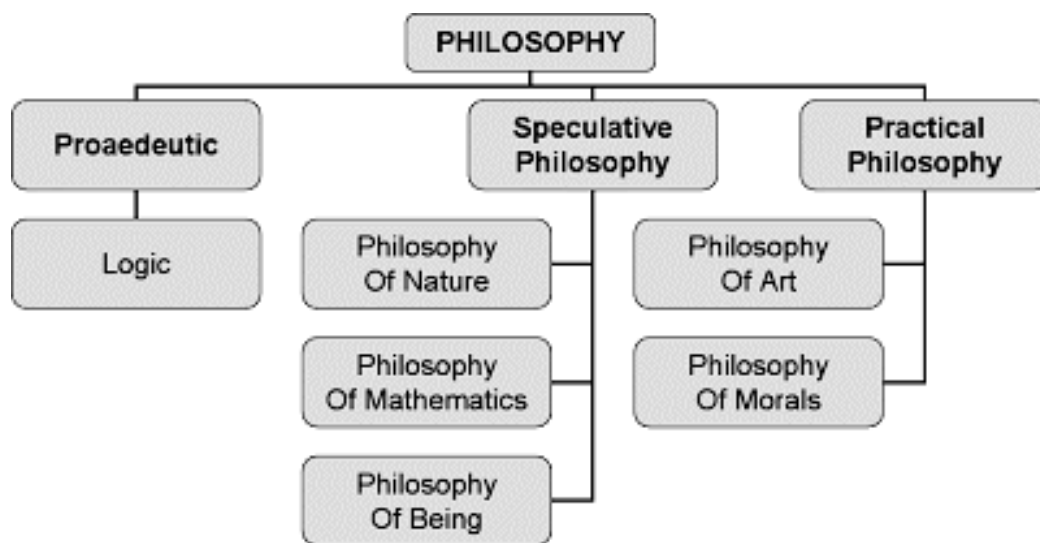 PHILOSOPHY
Proaedeutic
Speculative
Philosophy
Practical
Philosophy
Logic
Philosophy
Of Nature
Philosophy
Of Art
Philosophy
Of Mathematics
Philosophy
Of Morals
Philosophy
Of Being